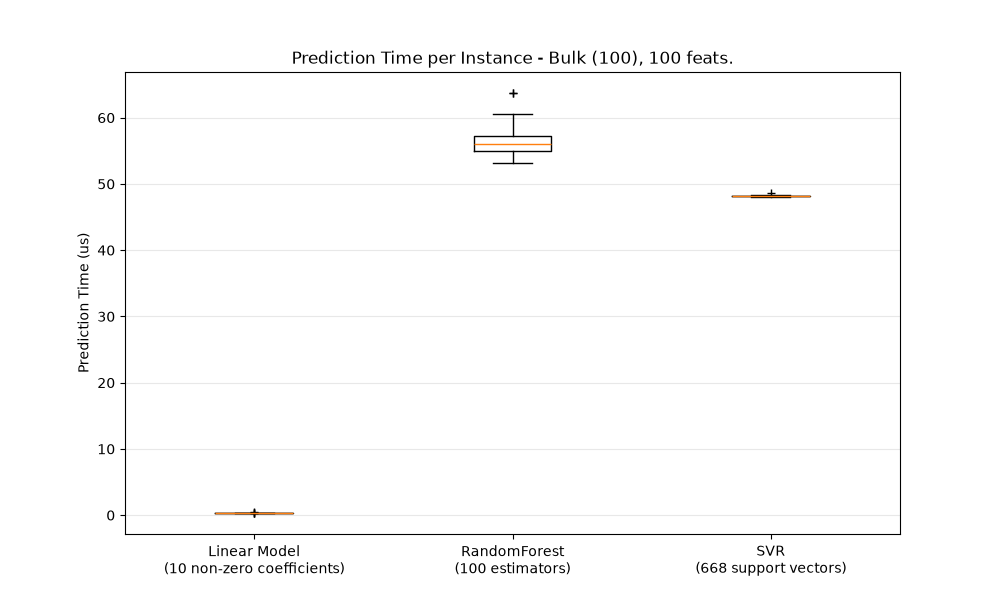 Prediction Time per Instance - Bulk (100), 100 feats.
Prediction Time (us)
60
50
40
30
20
10
0
Linear Model
(10 non-zero coefficients)
RandomForest
(100 estimators)
SVR
(668 support vectors)